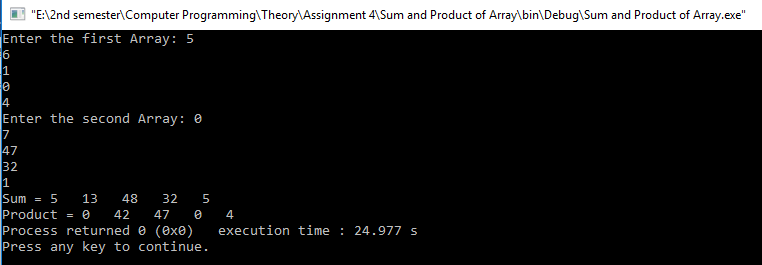 "E:\2nd semester\Computer Programming\Theory\Assignment 4\Sum and Product of Array\bin\Debug\Sum and Product of Array.exe"
Enter the first Array: 5
6
1
0
4
Enter the second Array: 0
7
47
32
1
Sum = 5   13   48   32   5
Product = 0   42   47   0   4
Process returned 0 (0x0)   execution time : 24.977 s
Press any key to continue.